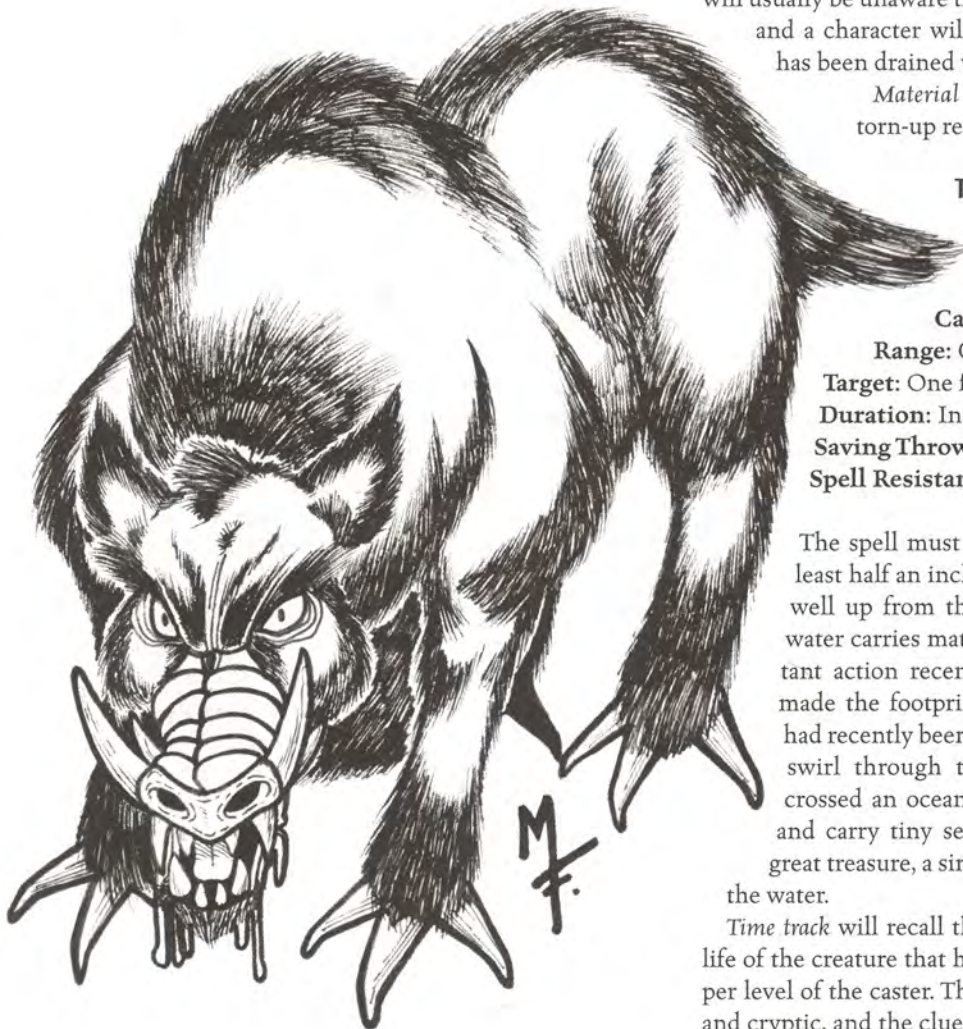 will usually be unaware
and a character wil
has been drained
Material
torn-up re
T
Ca
Range:
Target: One f
Duration: In
Saving Throw
Spell Resistan
The spell must
least half an incl
well up from th
water carries mat
tant action recen
made the footpri
had recently been
swirl through t
crossed an ocean
and carry tiny se
great treasure, a sin
the water.
Time track will recall th
life of the creature that h
per level of the caster. Th
and cryptic, and the clue
MF.